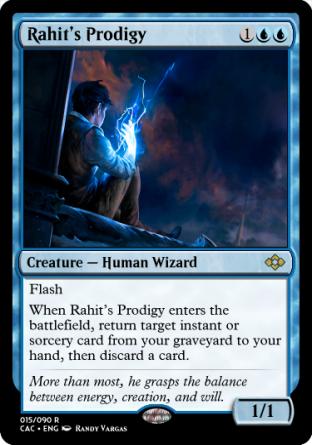 Rahit's Prodigy 1
Creature — Human Wizard
Flash
When Rahit's Prodigy enters the
battlefield, return target instant or
sorcery card from your graveyard to your
hand, then discard a card.
More than most, he grasps the balance
between energy, creation, and will.
1/1
015/090 R
CAC • ENG RANDY VARGAS